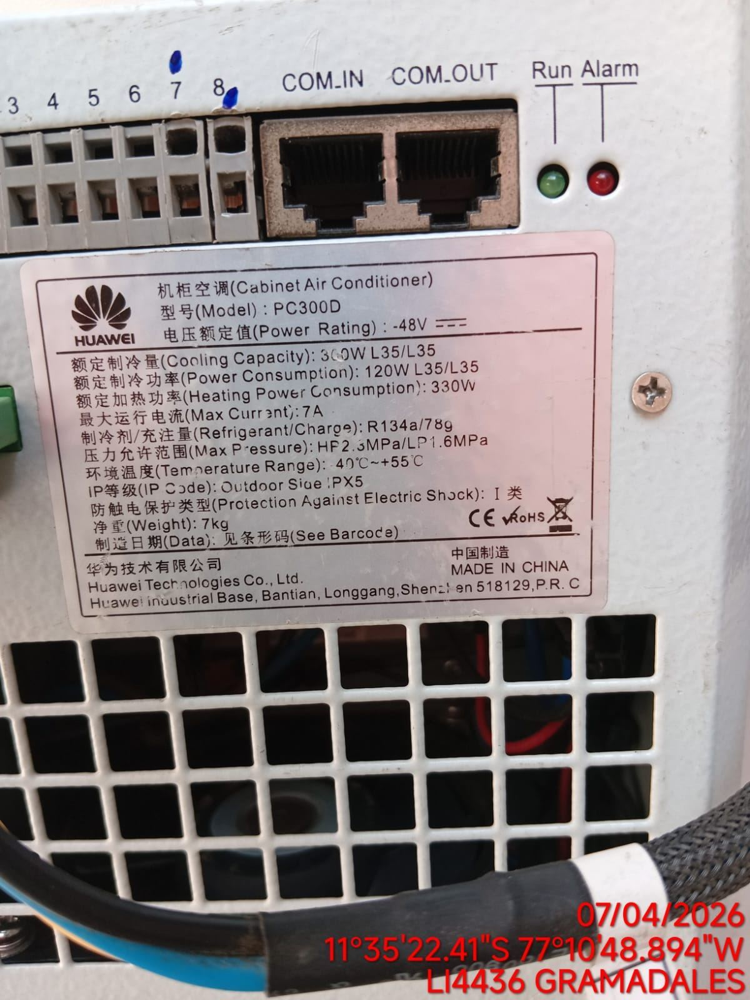 3 4 5 6 7 8 COM-IN COM-OUT Run Alarm
HUAWEI
机柜空调(Cabinet Air Conditioner)
型号(Model) : PC300D
电压额定值(Power Rating) : -48V
额定制冷量(Cooling Capacity): 300W L35/L35
额定制冷功率(Power Consumption): 120W L35/L35
额定加热功率(Heating Power Consumption): 330W
最大运行电流(Max Current): 7A
制冷剂/充注量(Refrigerant/Charge): R134a/78g
压力允许范围(Max Pressure): HP2.3MPa/LP1.6MPa
环境温度(Temperature Range): -40℃~+55℃
IP等级(IP Code): Outdoor Side IPX5
防触电保护类型(Protection Against Electric Shock): I 类
净重(Weight): 7kg
CE RoHS
制造日期(Data): 见条形码(See Barcode)
华为技术有限公司
中国制造
Huawei Technologies Co., Ltd.
MADE IN CHINA
Huawei Industrial Base, Bantian, Longgang, Shenzhen 518129, P.R. C
07/04/2026
11°35'22.41"S 77°10'48.894"W
LI4436 GRAMADALES